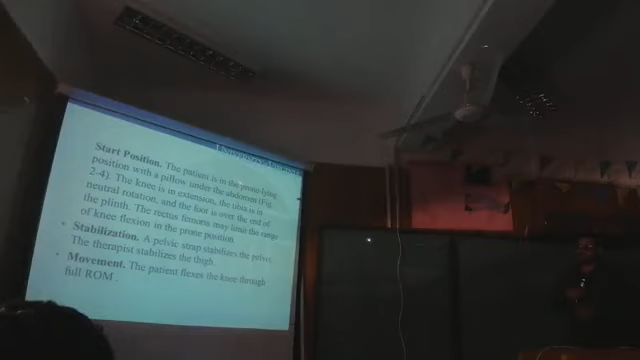 Start Position. The patient is in the prone-lying
position with a pillow under the abdomen (Fig.
2-4). The knee is in extension, the tibia is in
neutral rotation, and the foot is over the end of
the plinth. The rectus femoris may limit the range
of knee flexion in the prone position.
• Stabilization. A pelvic strap stabilizes the pelvis.
The therapist stabilizes the thigh.
• Movement. The patient flexes the knee through
full ROM .